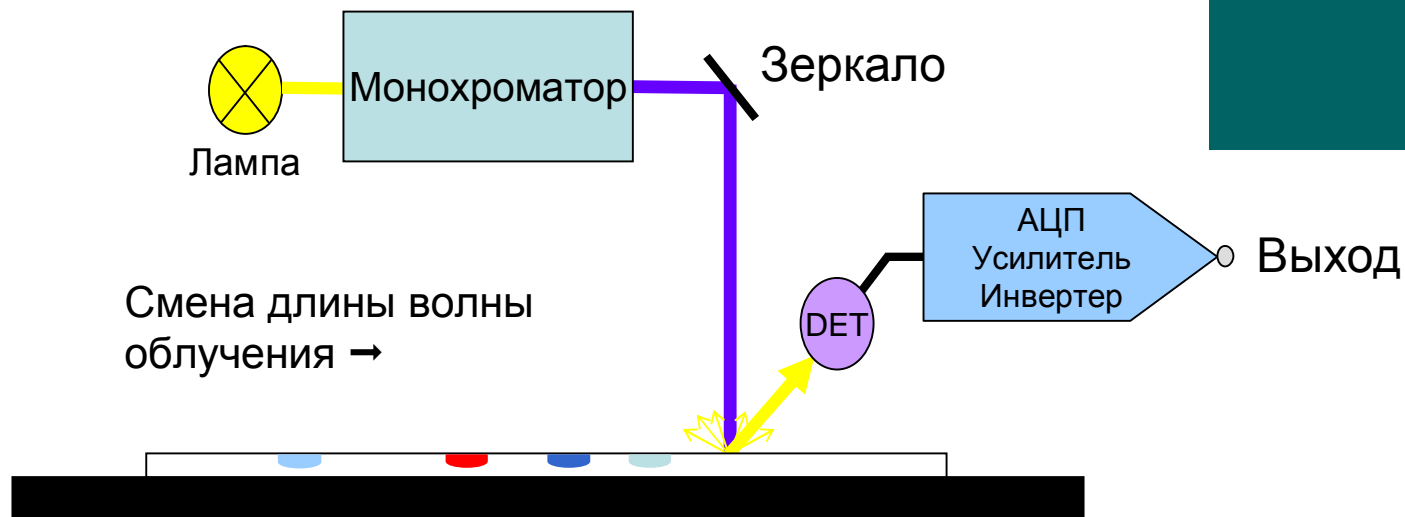 Зеркало
Монохроматор
Лампа
АЦП
Усилитель
Инвертер
Выход
DET
Смена длины волны
облучения →